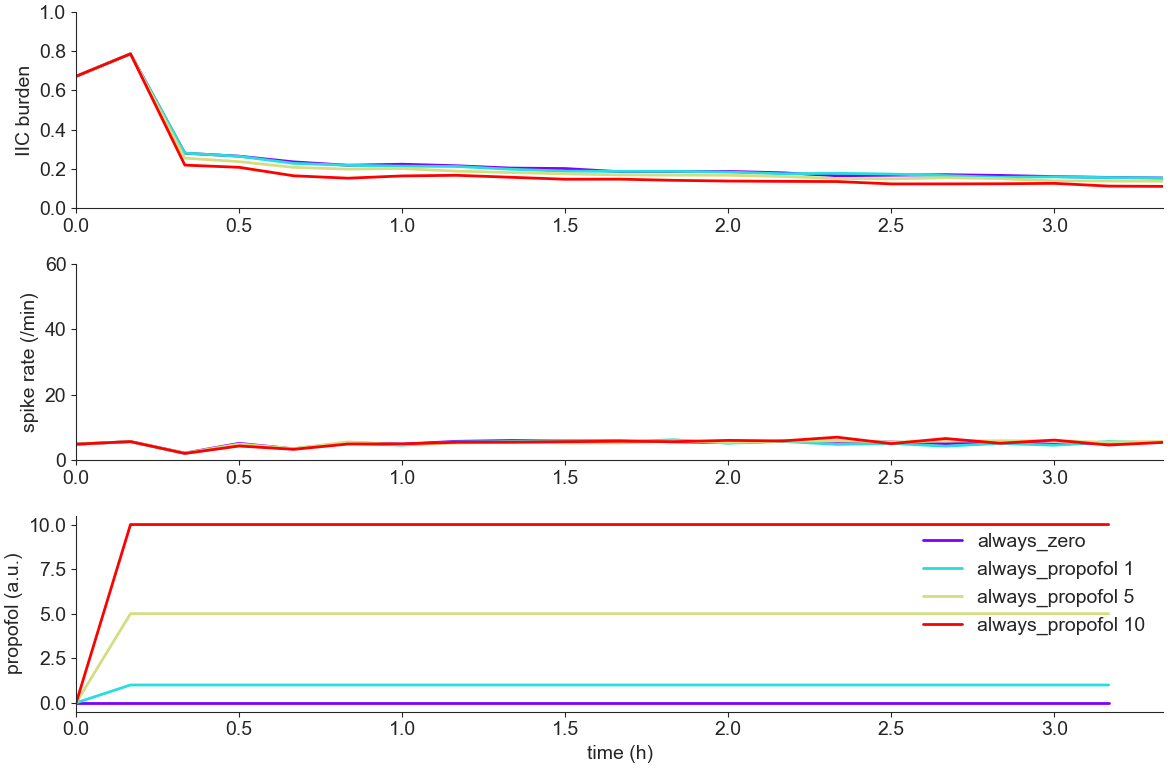 1.0
0.8
0.6
0.4
0.2
0.0
IIC burden
0.0 0.5 1.0 1.5 2.0 2.5 3.0
60
40
20
0
spike rate (/min)
0.0 0.5 1.0 1.5 2.0 2.5 3.0
10.0
7.5
5.0
2.5
0.0
propofol (a.u.)
always_zero
always_propofol 1
always_propofol 5
always_propofol 10
0.0 0.5 1.0 1.5 2.0 2.5 3.0
time (h)